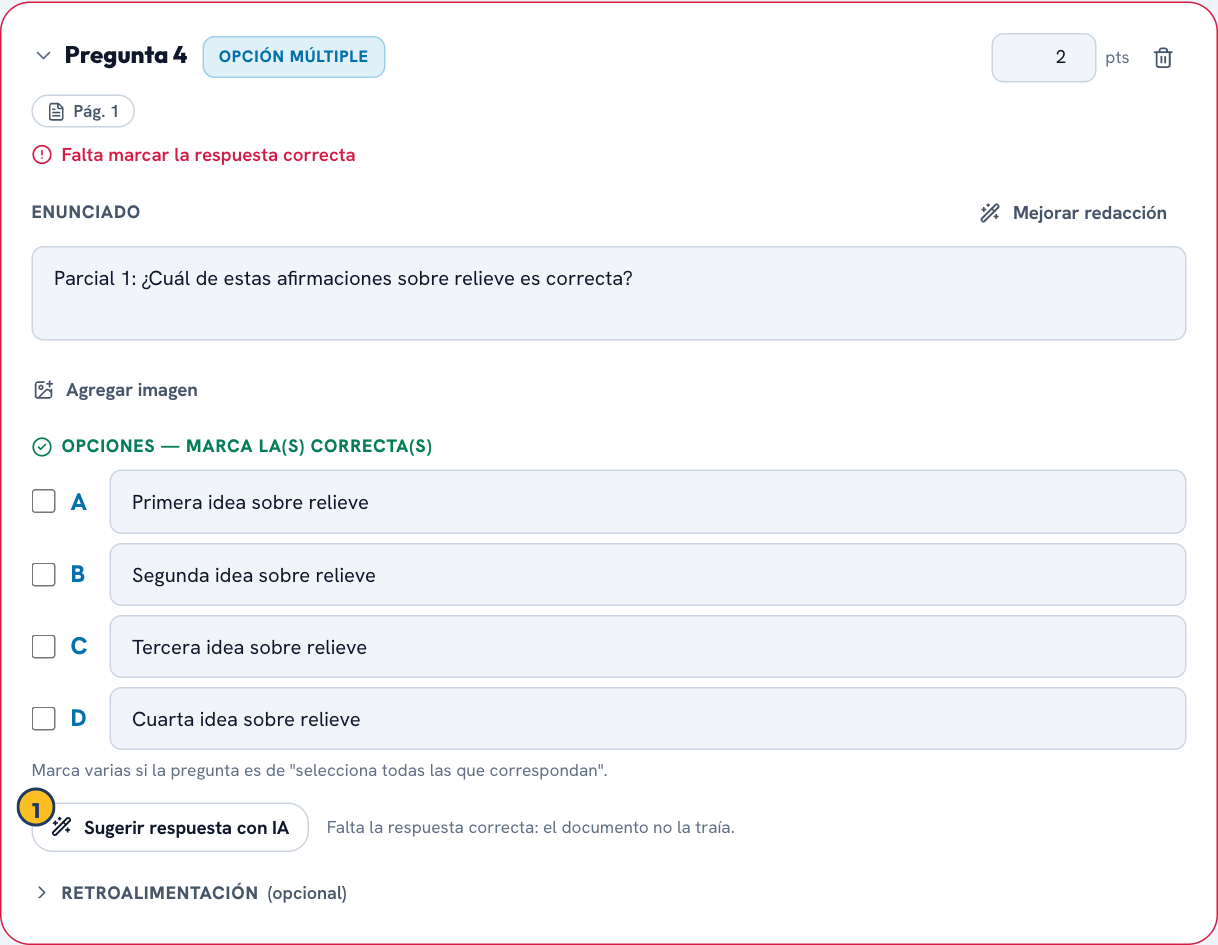 Pregunta 4 OPCIÓN MÚLTIPLE 2 pts
Pág. 1
Falta marcar la respuesta correcta
ENUNCIADO Mejorar redacción
Parcial 1: ¿Cuál de estas afirmaciones sobre relieve es correcta?
Agregar imagen
OPCIONES — MARCA LA(S) CORRECTA(S)
A Primera idea sobre relieve
B Segunda idea sobre relieve
C Tercera idea sobre relieve
D Cuarta idea sobre relieve
Marca varias si la pregunta es de "selecciona todas las que correspondan".
1 Sugerir respuesta con IA Falta la respuesta correcta: el documento no la traía.
RETROALIMENTACIÓN (opcional)